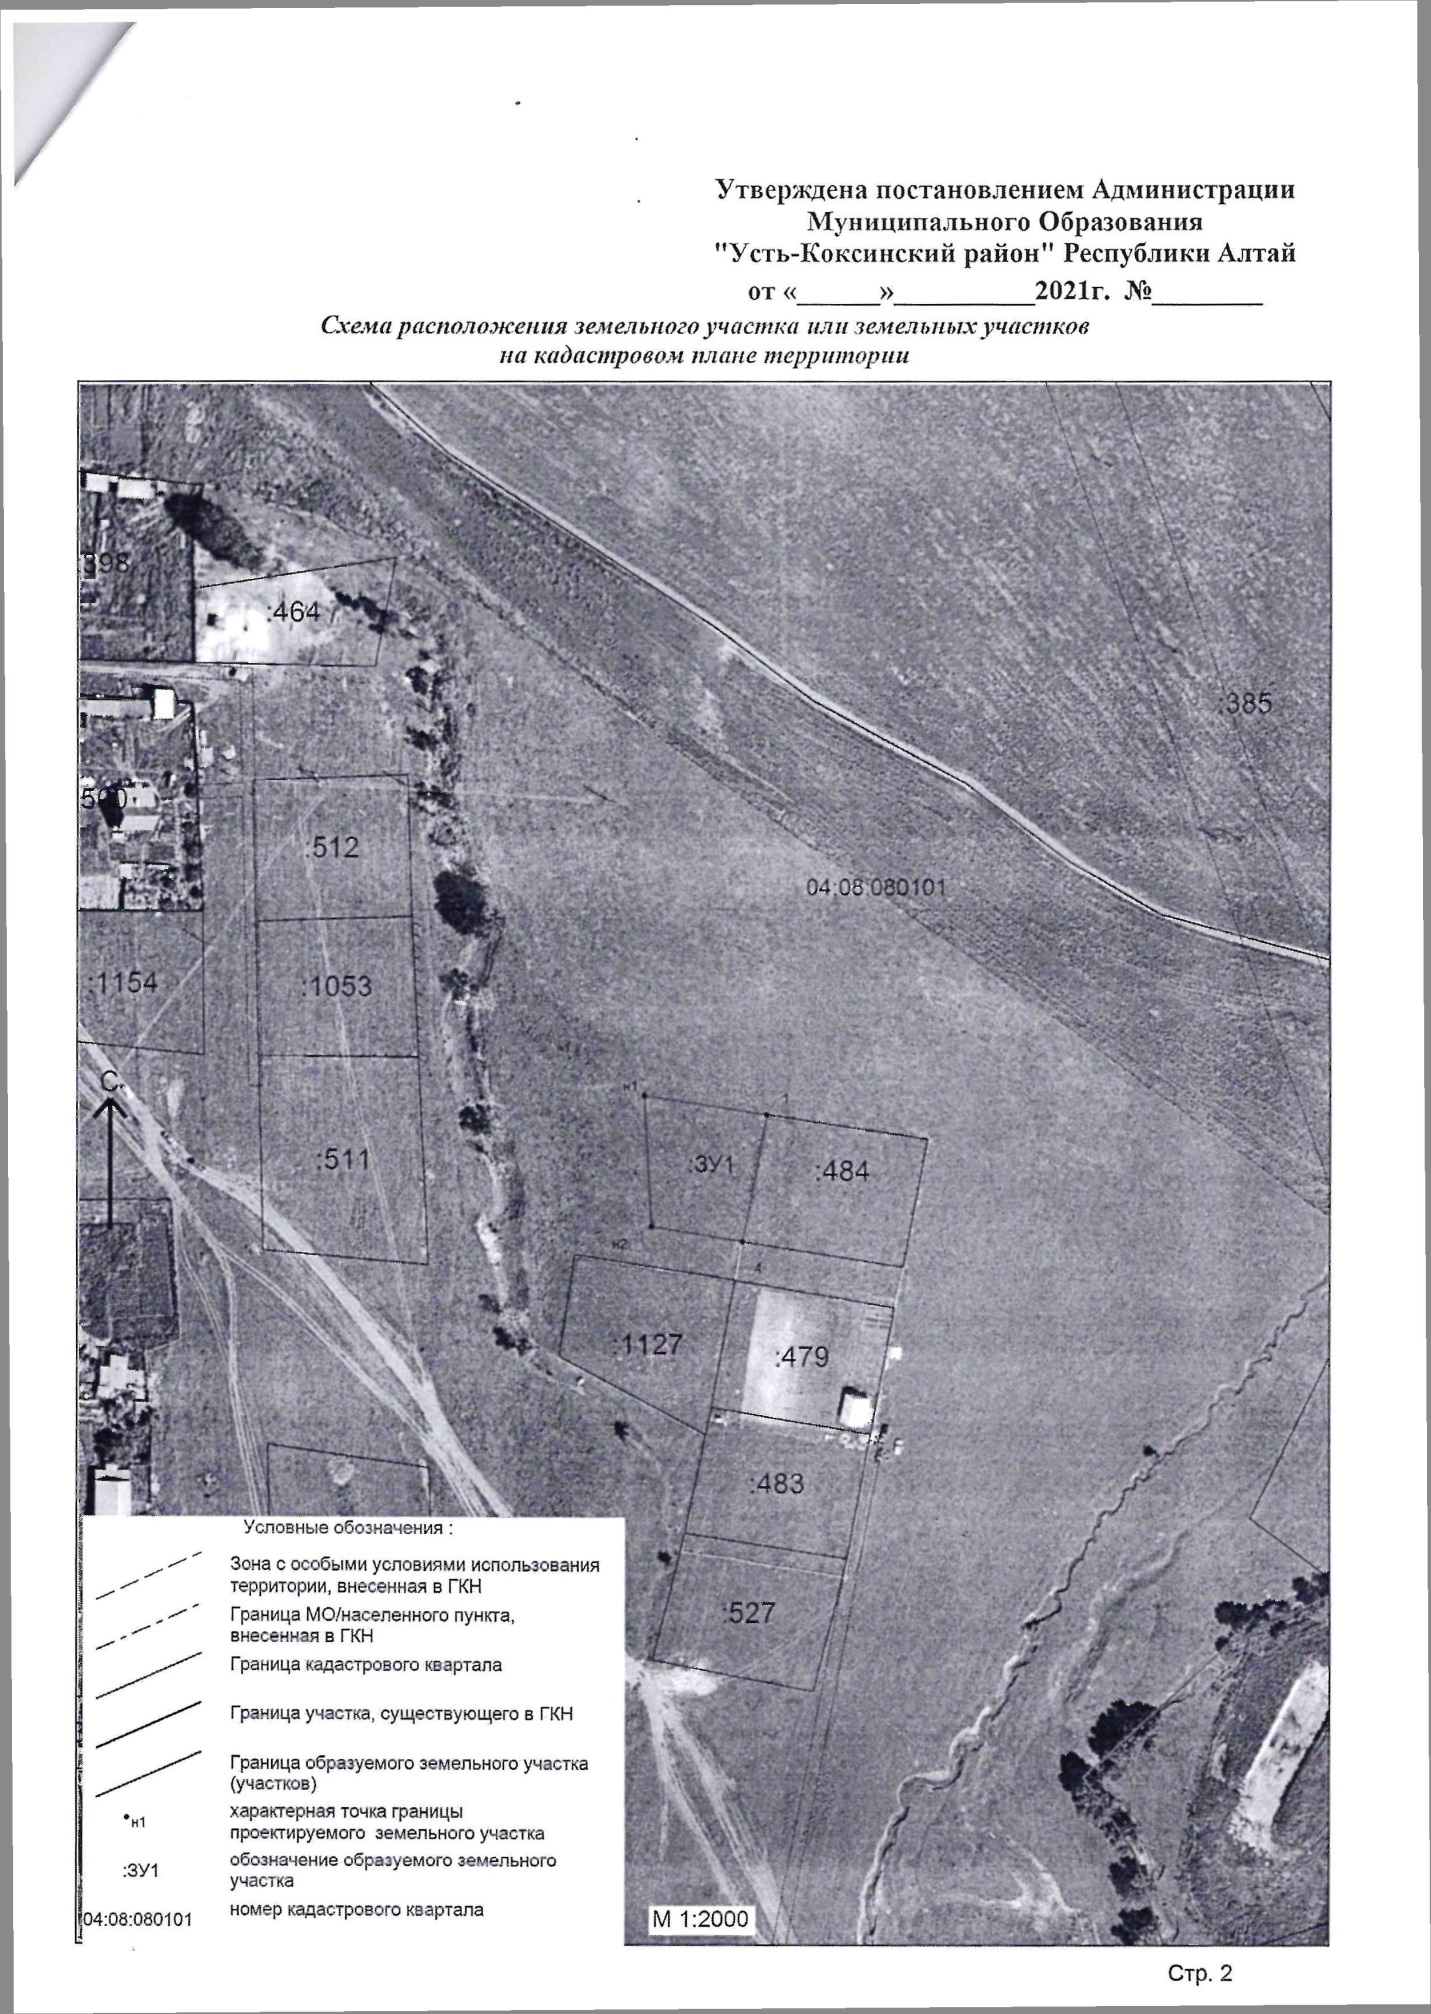 Утверждена постановлением Администрации
Муниципального Образования
"Усть-Коксинский район" Республики Алтай
от «______»__________2021г. №________
Схема расположения земельного участка или земельных участков
на кадастровом плане территории
:398
:464
:385
:512
04:08:080101
:1154
:1053
С.
н1
1
:511
:ЗУ1
:484
н2
4
:1127
:479
:483
:527
Условные обозначения :
Зона с особыми условиями использования
территории, внесенная в ГКН
Граница МО/населенного пункта,
внесенная в ГКН
Граница кадастрового квартала
Граница участка, существующего в ГКН
Граница образуемого земельного участка
(участков)
н1
характерная точка границы
проектируемого земельного участка
:ЗУ1
обозначение образуемого земельного
участка
04:08:080101
номер кадастрового квартала
М 1:2000
Стр. 2